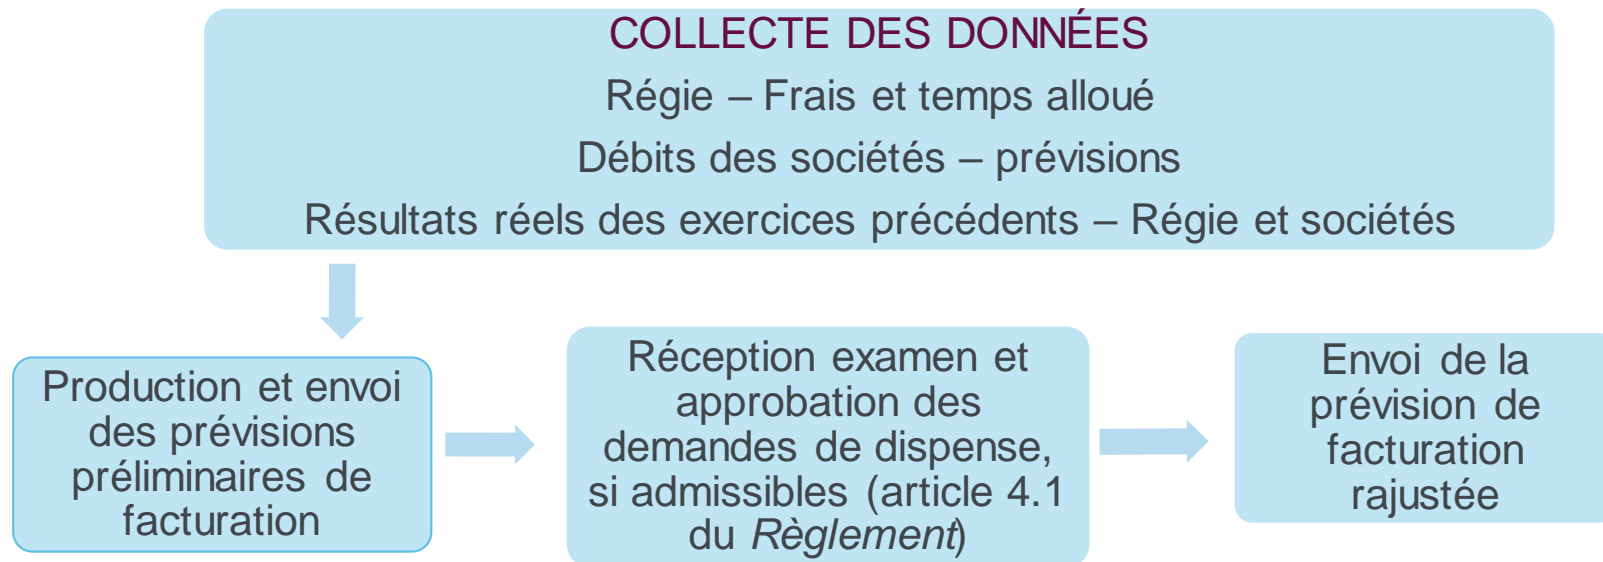 COLLECTE DES DONNÉES
Régie – Frais et temps alloué
Débits des sociétés – prévisions
Résultats réels des exercices précédents – Régie et sociétés
Production et envoi
des prévisions
préliminaires de
facturation
Réception examen et
approbation des
demandes de dispense,
si admissibles (article 4.1
du Règlement)
Envoi de la
prévision de
facturation
rajustée